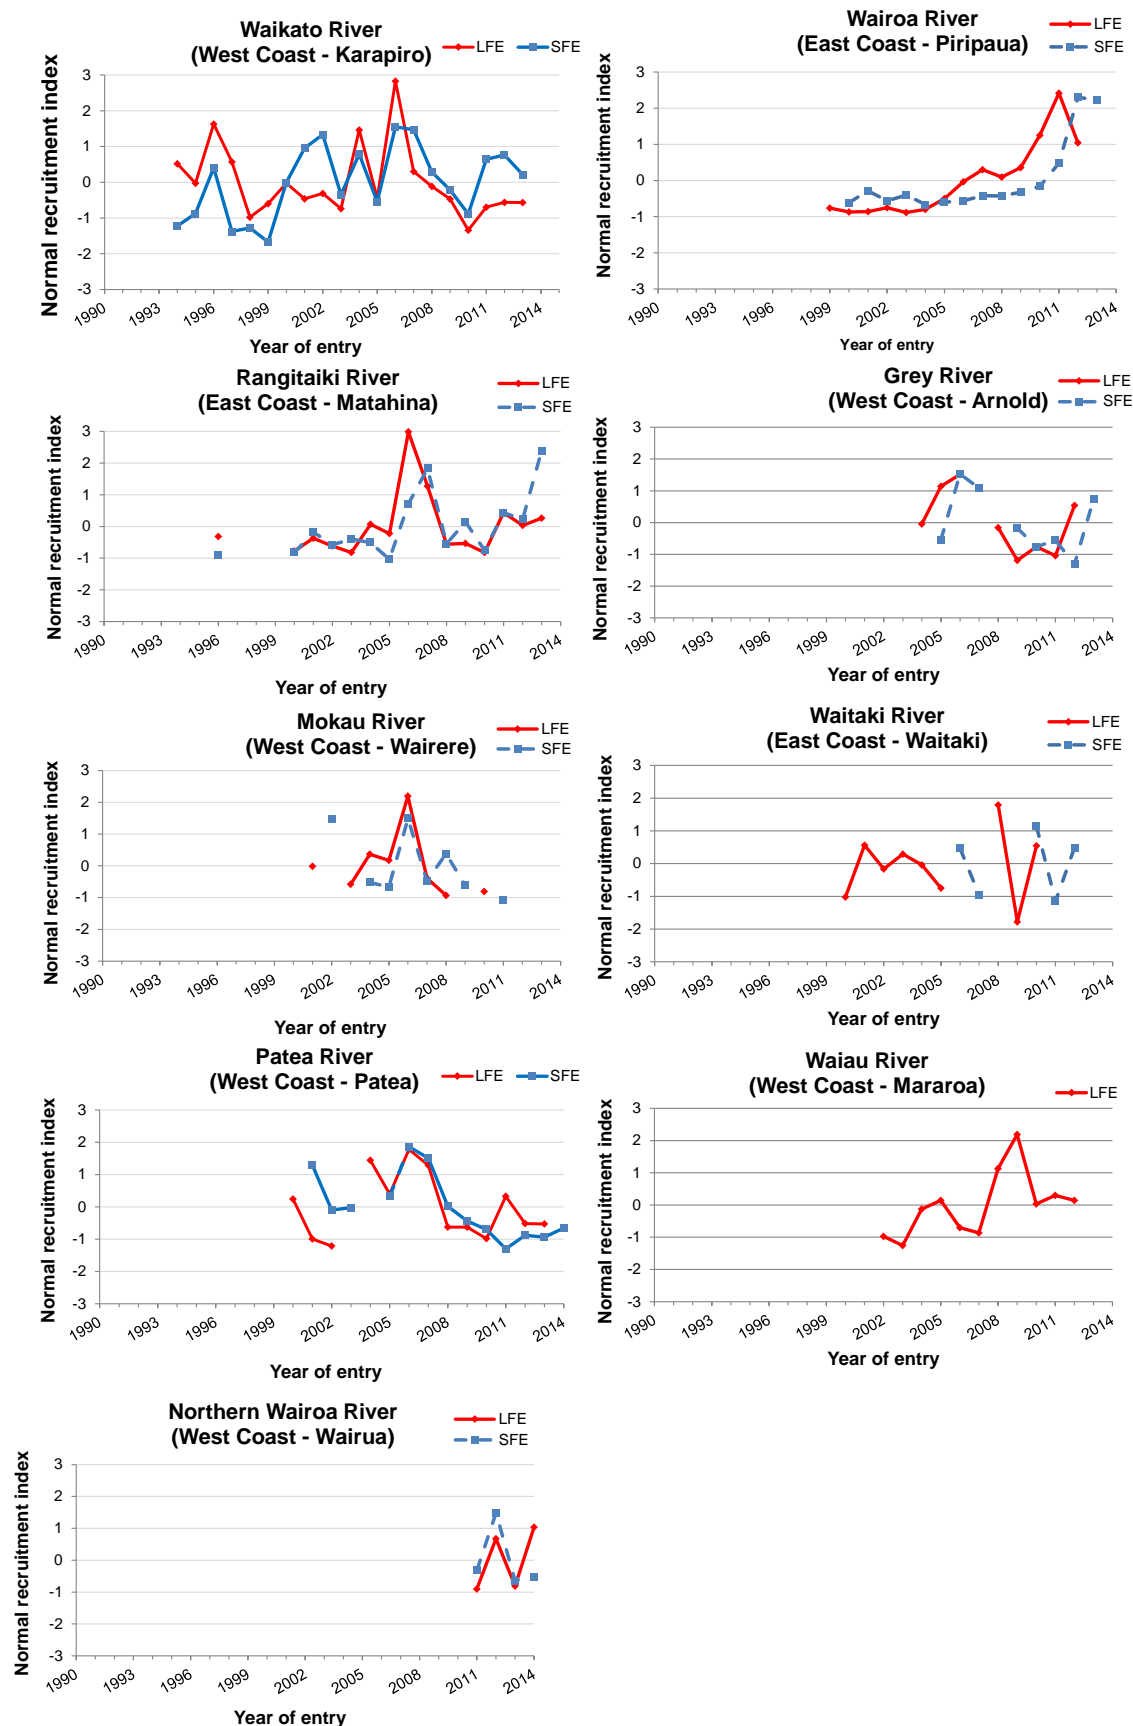 Waikato River
(West Coast - Karapiro)
LFE
SFE
Normal recruitment index
3
2
1
0
-1
-2
-3
1990
1993
1996
1999
2002
2005
2008
2011
2014
Year of entry
Wairoa River
(East Coast - Piripaua)
LFE
SFE
Normal recruitment index
3
2
1
0
-1
-2
-3
1990
1993
1996
1999
2002
2005
2008
2011
2014
Year of entry
Rangitaiki River
(East Coast - Matahina)
LFE
SFE
Normal recruitment index
3
2
1
0
-1
-2
-3
1990
1993
1996
1999
2002
2005
2008
2011
2014
Year of entry
Grey River
(West Coast - Arnold)
LFE
SFE
Normal recruitment index
3
2
1
0
-1
-2
-3
1990
1993
1996
1999
2002
2005
2008
2011
2014
Year of entry
Mokau River
(West Coast - Wairere)
LFE
SFE
Normal recruitment index
3
2
1
0
-1
-2
-3
1990
1993
1996
1999
2002
2005
2008
2011
2014
Year of entry
Waitaki River
(East Coast - Waitaki)
LFE
SFE
Normal recruitment index
3
2
1
0
-1
-2
-3
1990
1993
1996
1999
2002
2005
2008
2011
2014
Year of entry
Patea River
(West Coast - Patea)
LFE
SFE
Normal recruitment index
3
2
1
0
-1
-2
-3
1990
1993
1996
1999
2002
2005
2008
2011
2014
Year of entry
Waiau River
(West Coast - Mararoa)
LFE
Normal recruitment index
3
2
1
0
-1
-2
-3
1990
1993
1996
1999
2002
2005
2008
2011
2014
Year of entry
Northern Wairoa River
(West Coast - Wairua)
LFE
SFE
Normal recruitment index
3
2
1
0
-1
-2
-3
1990
1993
1996
1999
2002
2005
2008
2011
2014
Year of entry